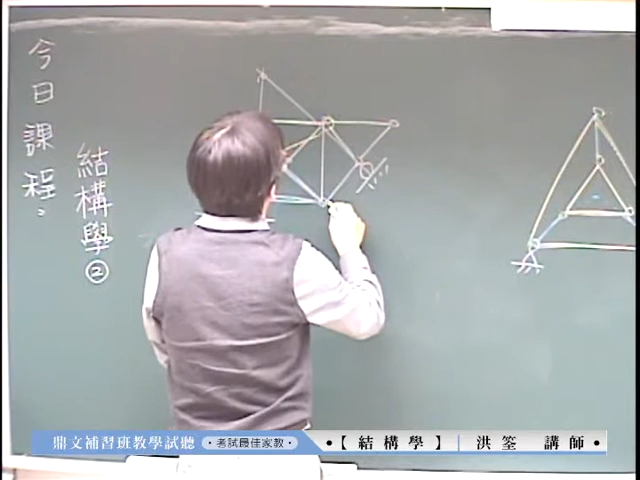 今日課程:
結構學②
鼎文補習班教學試聽
•考試最佳家教•
•【結構學】｜洪筌 講師•